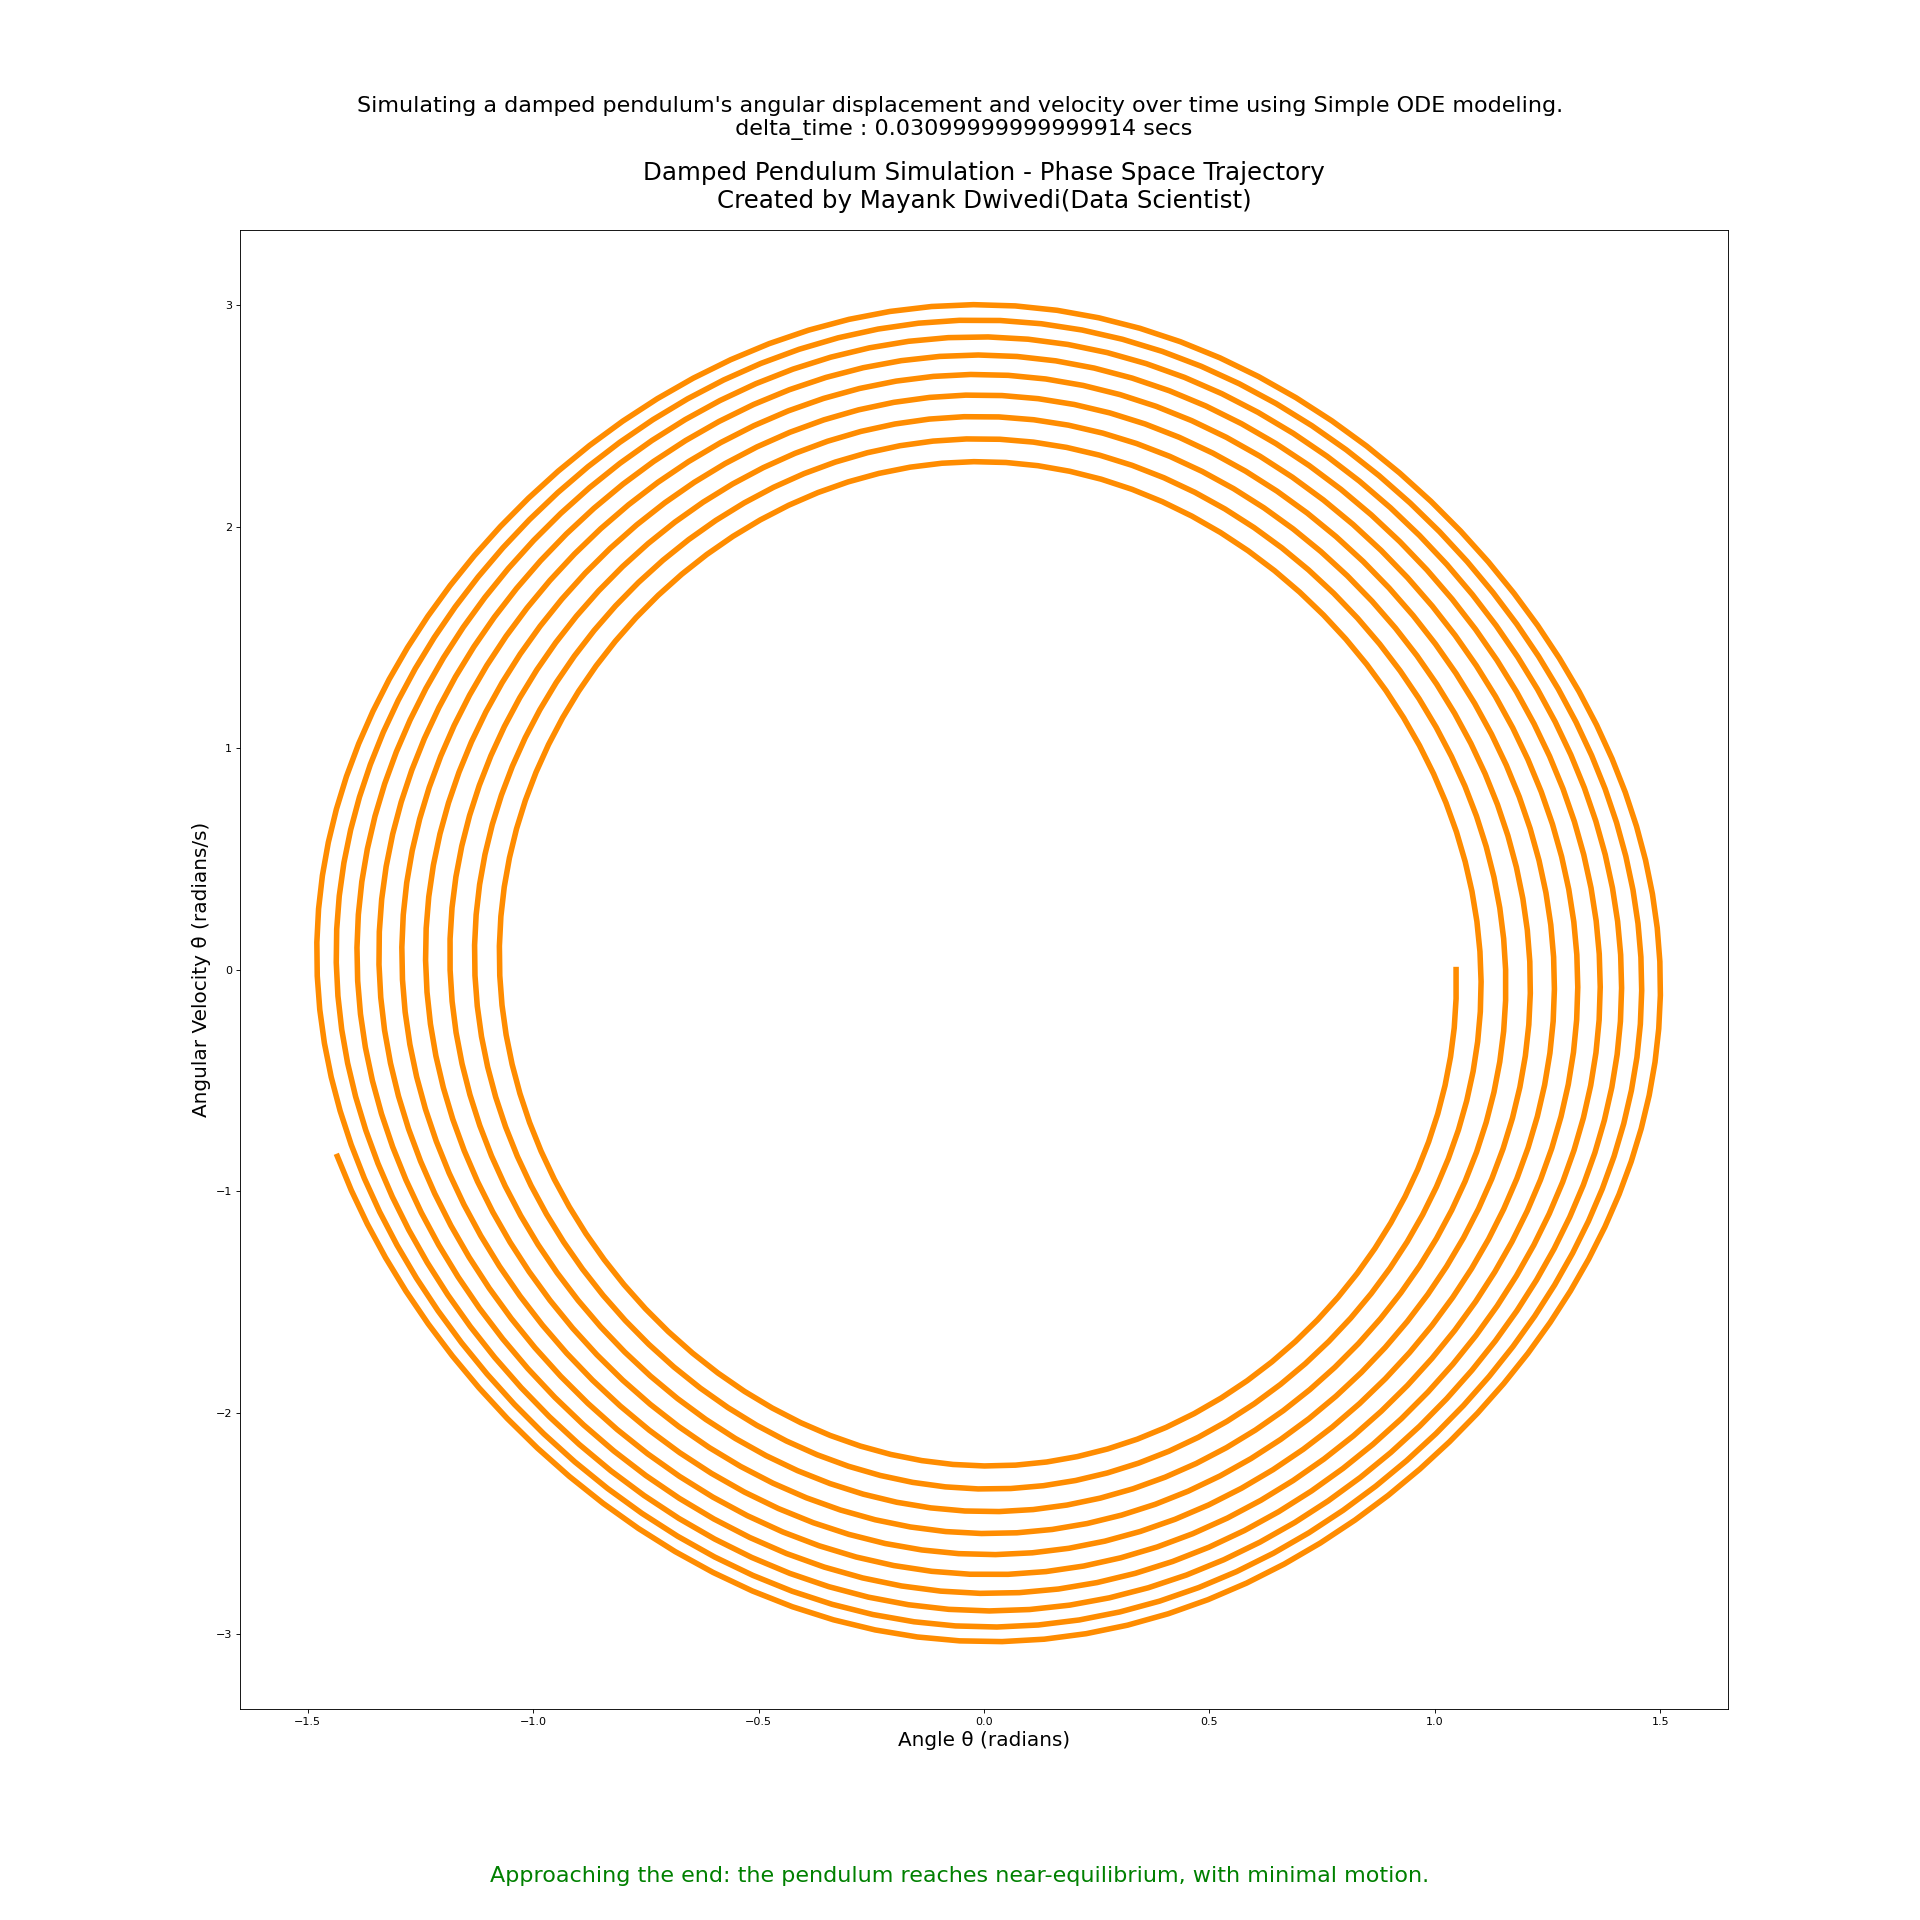 Simulating a damped pendulum's angular displacement and velocity over time using Simple ODE modeling.
delta_time : 0.03099999999999914 secs
Damped Pendulum Simulation - Phase Space Trajectory
Created by Mayank Dwivedi(Data Scientist)
3
2
1
0
−1
−2
−3
Angular Velocity θ (radians/s)
−1.5
−1.0
−0.5
0.0
0.5
1.0
1.5
Angle θ (radians)
Approaching the end: the pendulum reaches near-equilibrium, with minimal motion.